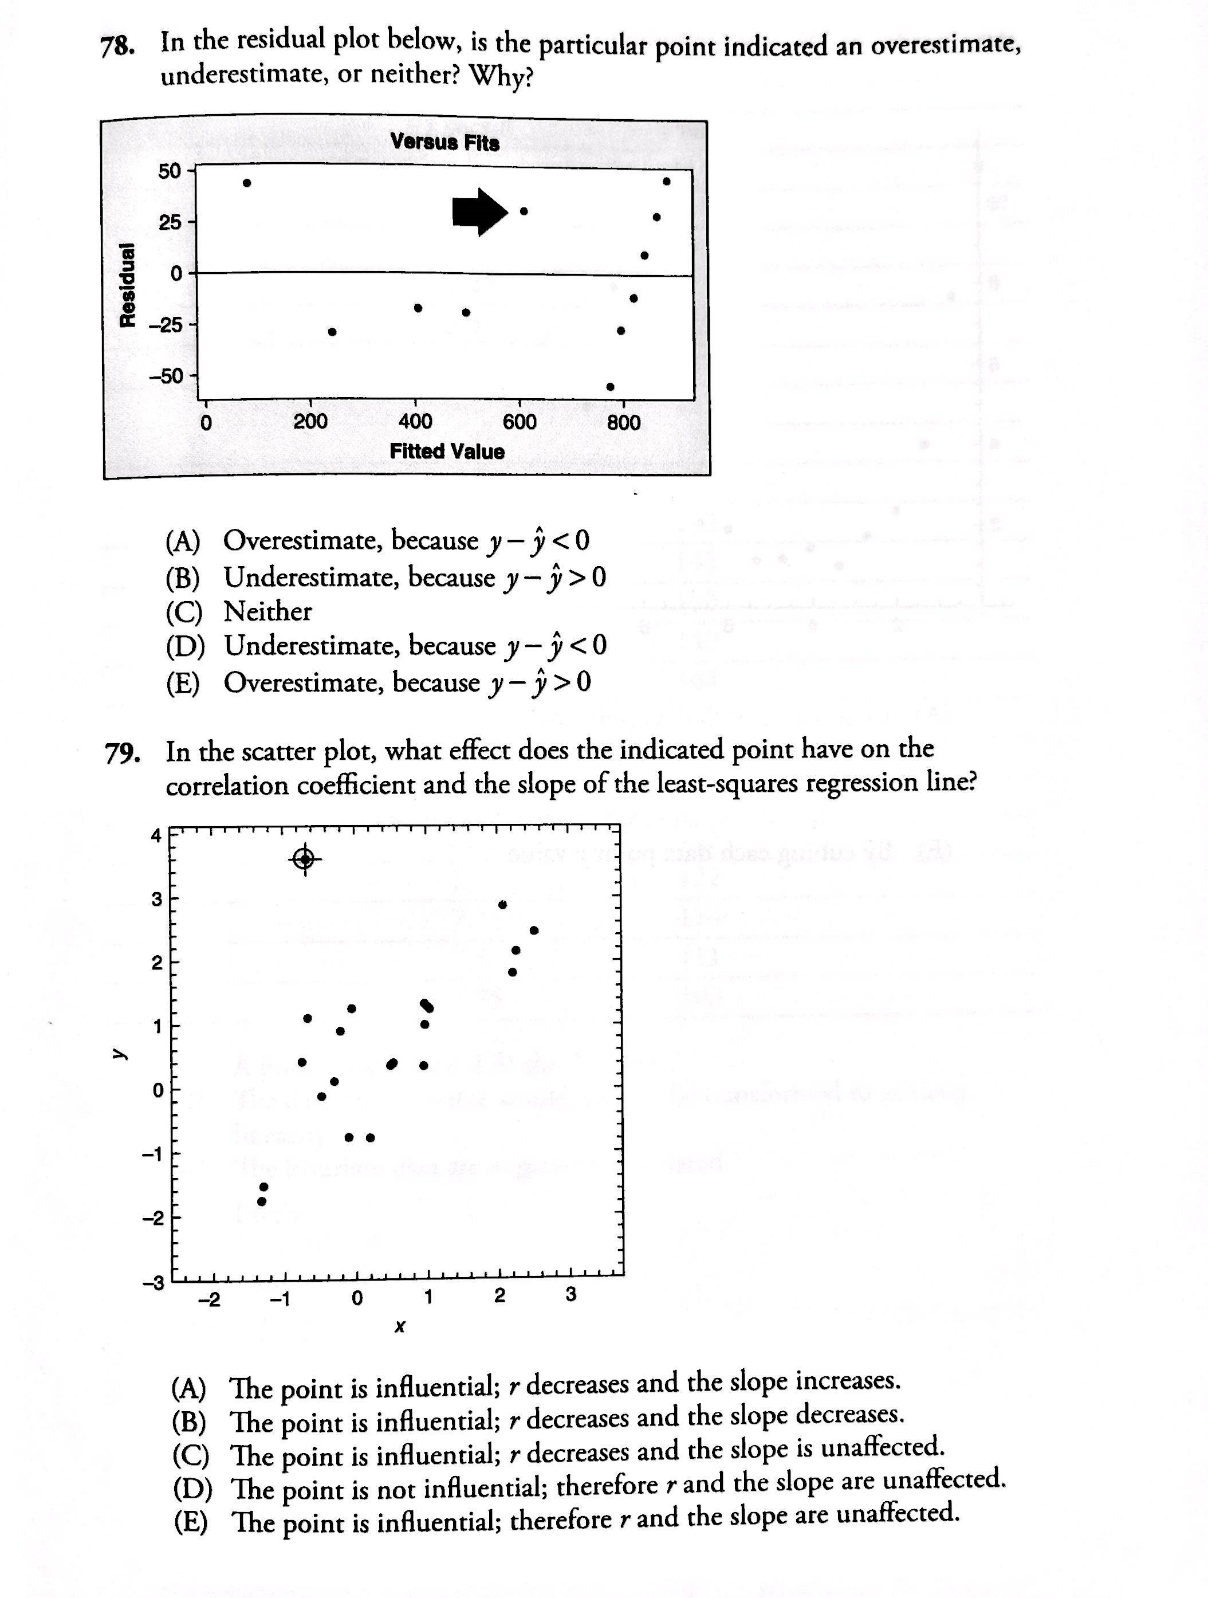 78. In the residual plot below, is the particular point indicated an overestimate,
underestimate, or neither? Why?
Versus Fits
50
25
0
–25
–50
Residual
0 200 400 600 800
Fitted Value
(A) Overestimate, because y – ŷ < 0
(B) Underestimate, because y – ŷ > 0
(C) Neither
(D) Underestimate, because y – ŷ < 0
(E) Overestimate, because y – ŷ > 0
79. In the scatter plot, what effect does the indicated point have on the
correlation coefficient and the slope of the least-squares regression line?
4
3
2
1
0
–1
–2
–3
y
–2 –1 0 1 2 3
x
(A) The point is influential; r decreases and the slope increases.
(B) The point is influential; r decreases and the slope decreases.
(C) The point is influential; r decreases and the slope is unaffected.
(D) The point is not influential; therefore r and the slope are unaffected.
(E) The point is influential; therefore r and the slope are unaffected.